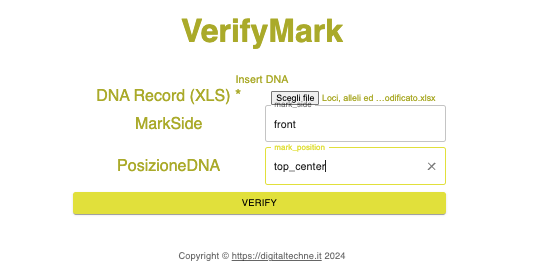 VerifyMark
Insert DNA
DNA Record (XLS) * Scegli file Loci, alleli ed ...odificato.xlsx
mark_side
MarkSide front
mark_position
PosizioneDNA top_center
VERIFY
Copyright © https://digitaltechne.it 2024